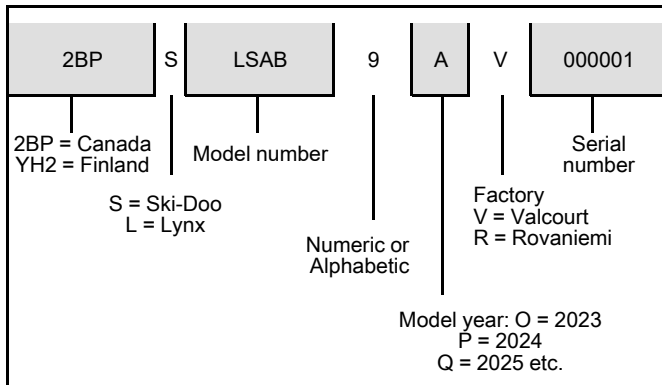 2BP S LSAB 9 A V 000001
2BP = Canada
YH2 = Finland
Model number
Serial
number
S = Ski-Doo
L = Lynx
Factory
V = Valcourt
R = Rovaniemi
Numeric or
Alphabetic
Model year: O = 2023
P = 2024
Q = 2025 etc.